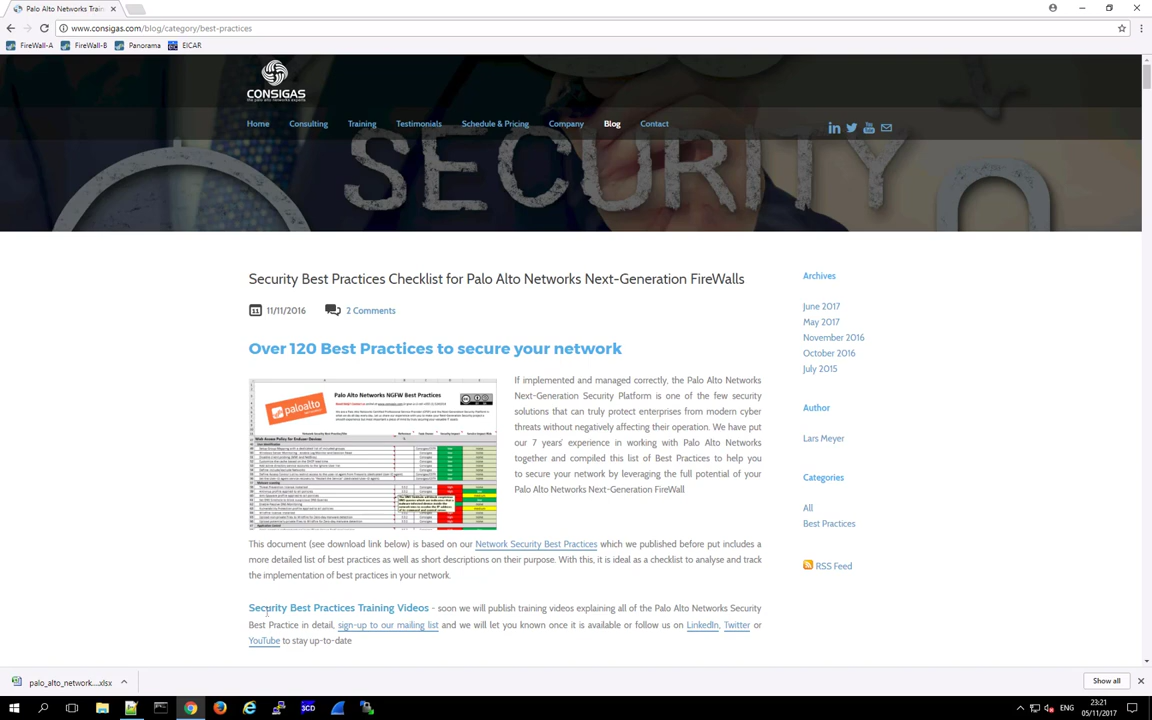 Palo Alto Networks Train
www.consigas.com/blog/category/best-practices
FireWall-A
FireWall-B
Panorama
EICAR
CONSIGAS
the palo alto networks experts
Home
Consulting
Training
Testimonials
Schedule & Pricing
Company
Blog
Contact
SECURITY
Security Best Practices Checklist for Palo Alto Networks Next-Generation FireWalls
11/11/2016
2 Comments
Over 120 Best Practices to secure your network
paloalto
Palo Alto Networks NGFW Best Practices
If implemented and managed correctly, the Palo Alto Networks
Next-Generation Security Platform is one of the few security
solutions that can truly protect enterprises from modern cyber
threats without negatively affecting their operation. We have put
our 7 years' experience in working with Palo Alto Networks
together and compiled this list of Best Practices to help you
to secure your network by leveraging the full potential of your
Palo Alto Networks Next-Generation FireWall
This document (see download link below) is based on our Network Security Best Practices which we published before put includes a
more detailed list of best practices as well as short descriptions on their purpose. With this, it is ideal as a checklist to analyse and track
the implementation of best practices in your network.
Security Best Practices Training Videos - soon we will publish training videos explaining all of the Palo Alto Networks Security
Best Practice in detail, sign-up to our mailing list and we will let you known once it is available or follow us on LinkedIn, Twitter or
YouTube to stay up-to-date
Archives
June 2017
May 2017
November 2016
October 2016
July 2015
Author
Lars Meyer
Categories
All
Best Practices
RSS Feed
palo_alto_network....xlsx
Show all
ENG
23:21
05/11/2017